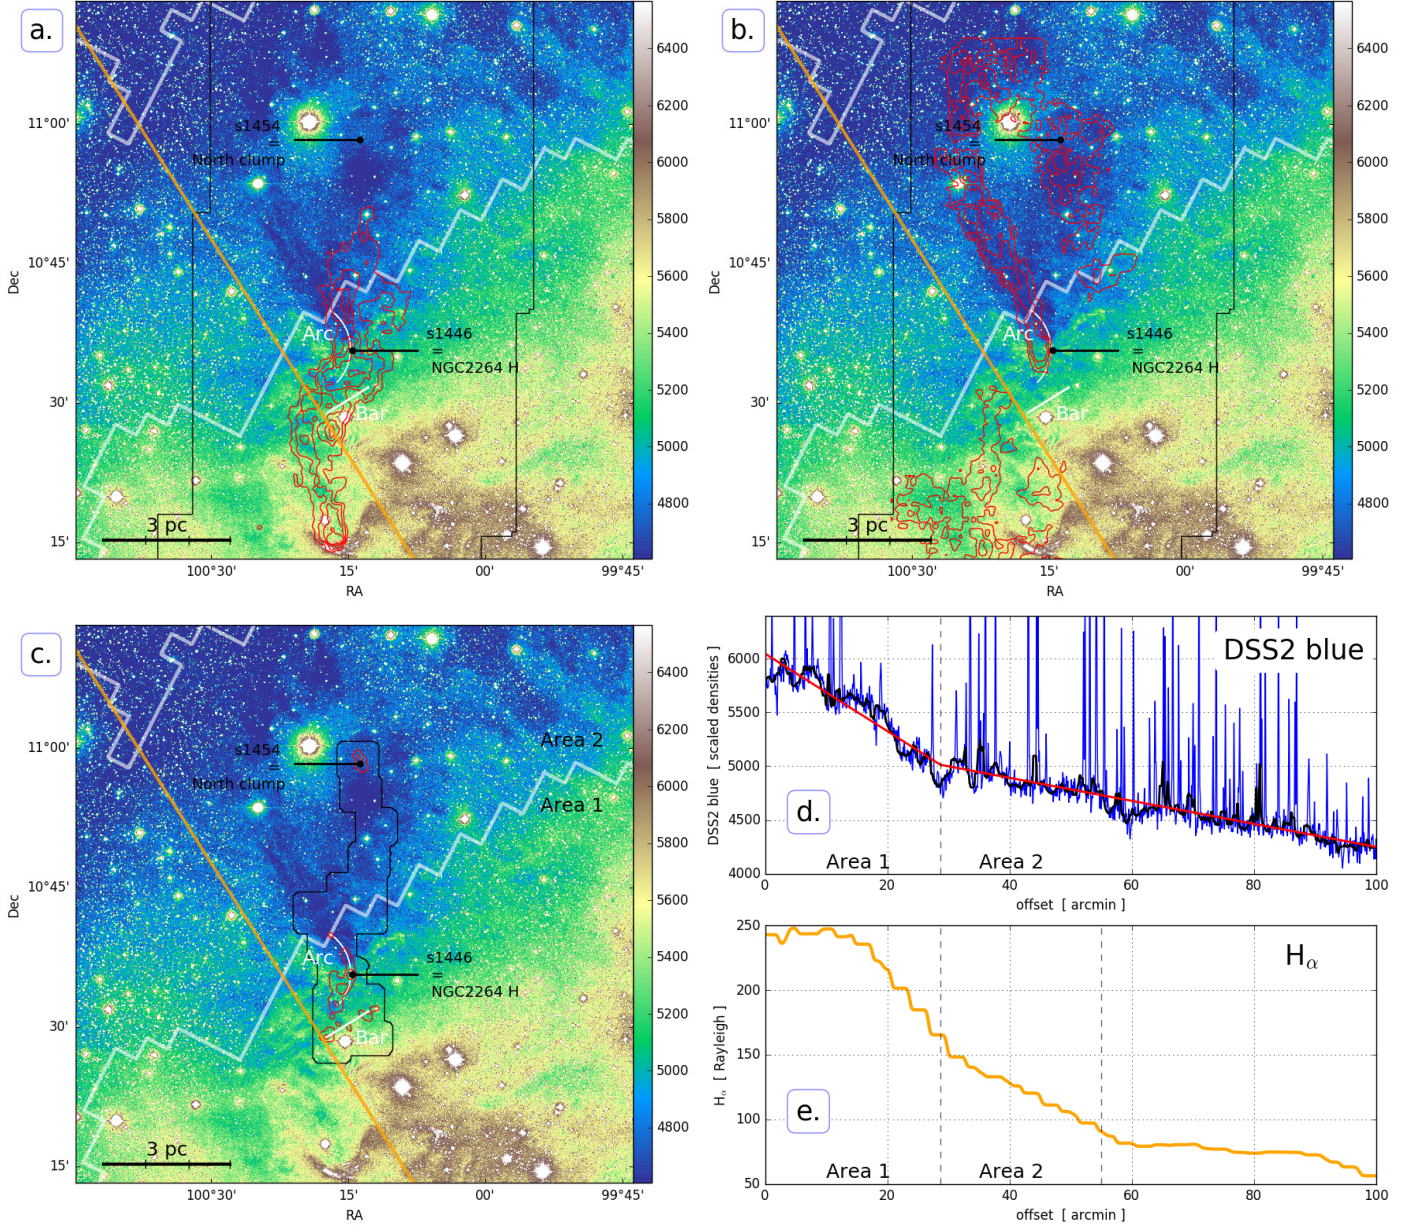 a.
s1454
=
North clump
Arc
s1446
=
NGC2264 H
Bar
3 pc
11°00'
10°45'
30'
15'
Dec
100°30'
15'
00'
99°45'
RA
6400
6200
6000
5800
5600
5400
5200
5000
4800
b.
s1454
=
North clump
Arc
s1446
=
NGC2264 H
Bar
3 pc
11°00'
10°45'
30'
15'
Dec
100°30'
15'
00'
99°45'
RA
6400
6200
6000
5800
5600
5400
5200
5000
4800
c.
s1454
=
North clump
Area 2
Area 1
Arc
s1446
=
NGC2264 H
Bar
3 pc
11°00'
10°45'
30'
15'
Dec
100°30'
15'
00'
99°45'
RA
6400
6200
6000
5800
5600
5400
5200
5000
4800
DSS2 blue
d.
Area 1 Area 2
DSS2 blue [ scaled densities ]
6000
5500
5000
4500
4000
0 20 40 60 80 100
offset [ arcmin ]
Hα
e.
Area 1 Area 2
Hα [ Rayleigh ]
250
200
150
100
50
0 20 40 60 80 100
offset [ arcmin ]